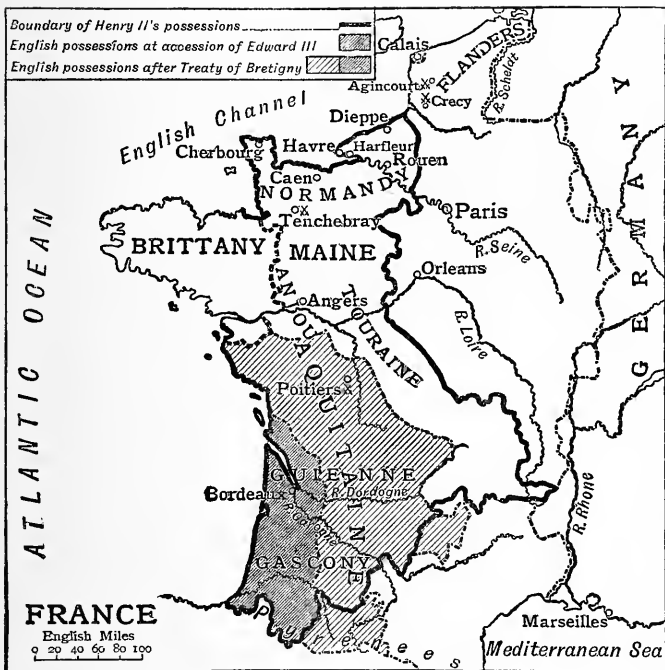 Boundary of Henry II's possessions
English possessions at accession of Edward III
English possessions after Treaty of Bretigny
Calais
FLANDERS
R. Scheldt
Agincourt
Crecy
English Channel
Dieppe
Cherbourg
Havre
Harfleur
Rouen
Caen
NORMANDY
Tenchebray
Paris
R. Seine
GERMANY
ATLANTIC OCEAN
BRITTANY
MAINE
Orleans
ANJOU
Angers
TOURAINE
R. Loire
Poitiers
AQUITAINE
GUIENNE
Bordeaux
R. Dordogne
R. Garonne
GASCONY
R. Rhone
Pyrenees
Marseilles
Mediterranean Sea
FRANCE
English Miles
0 20 40 60 80 100